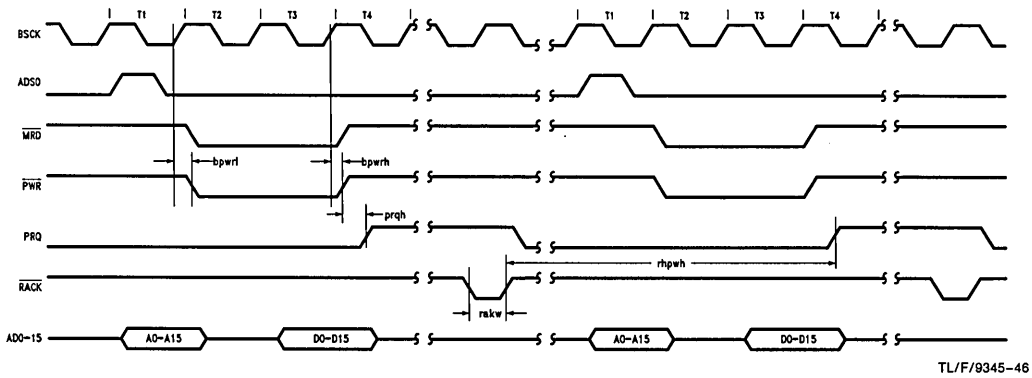 T1 T2 T3 T4 T1 T2 T3 T4
BSCK
ADS0
MRD
bpwrl bpwrh
PWR
prqh
PRQ
rhpwh
RACK
rakw
AD0-15 A0-A15 D0-D15 A0-A15 D0-D15
TL/F/9345-46